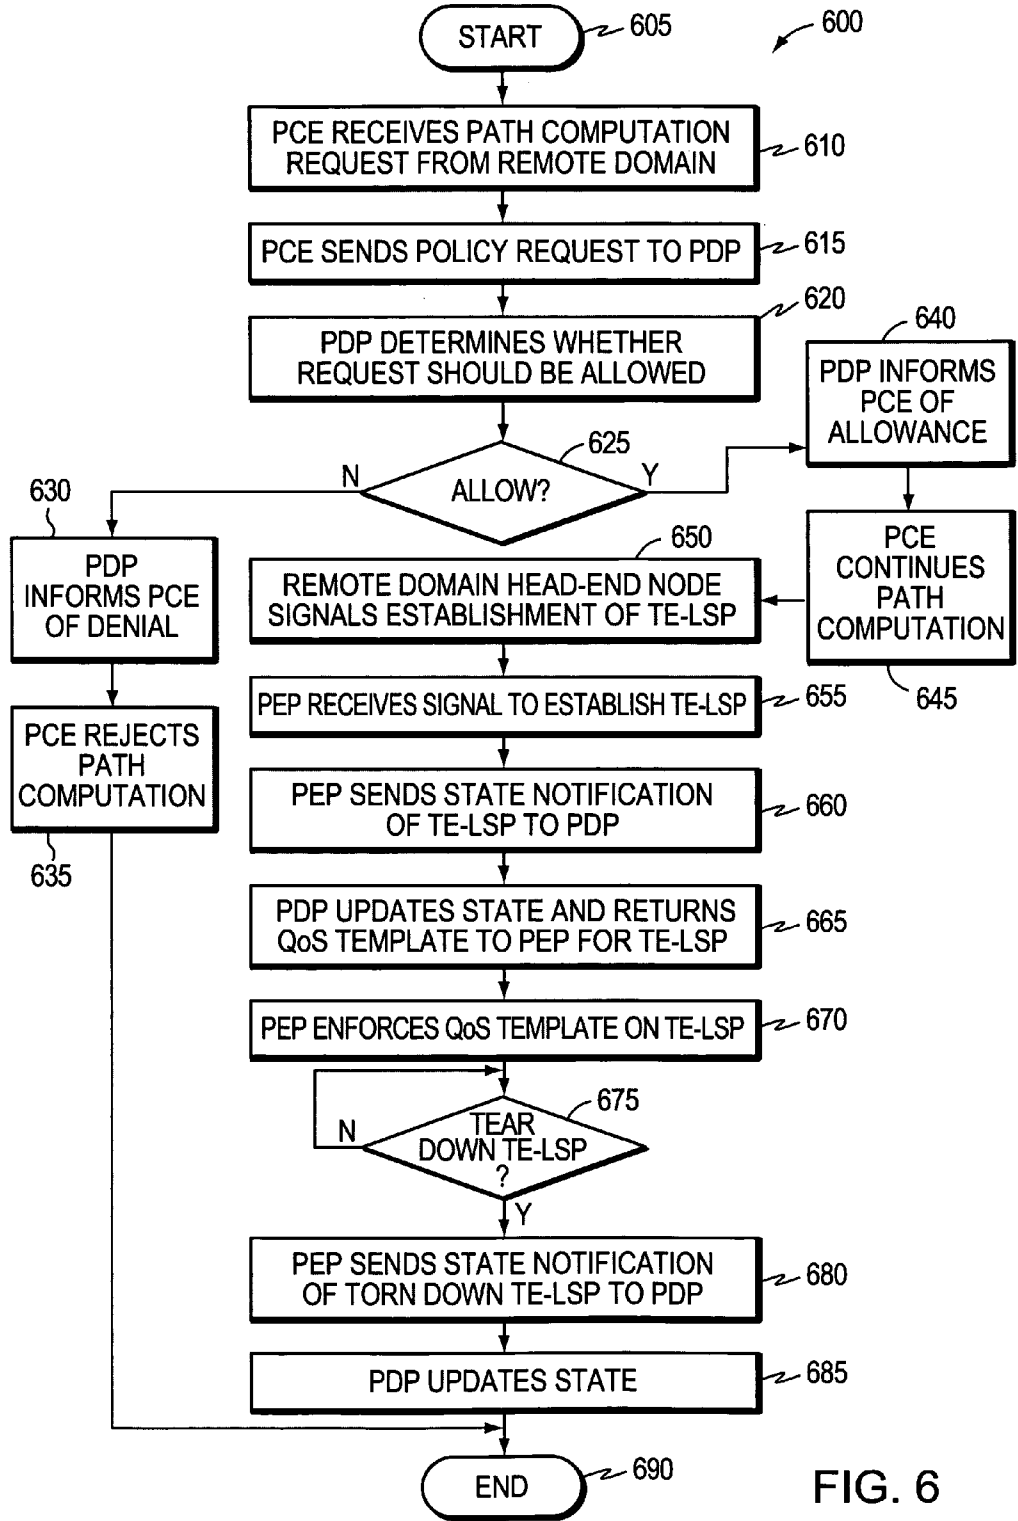 START
605
600
PCE RECEIVES PATH COMPUTATION
REQUEST FROM REMOTE DOMAIN
610
PCE SENDS POLICY REQUEST TO PDP
615
620
PDP DETERMINES WHETHER
REQUEST SHOULD BE ALLOWED
640
PDP INFORMS
PCE OF
ALLOWANCE
625
N
ALLOW?
Y
630
PDP
INFORMS PCE
OF DENIAL
PCE
CONTINUES
PATH
COMPUTATION
645
650
REMOTE DOMAIN HEAD-END NODE
SIGNALS ESTABLISHMENT OF TE-LSP
PEP RECEIVES SIGNAL TO ESTABLISH TE-LSP
655
PCE REJECTS
PATH
COMPUTATION
635
PEP SENDS STATE NOTIFICATION
OF TE-LSP TO PDP
660
PDP UPDATES STATE AND RETURNS
QoS TEMPLATE TO PEP FOR TE-LSP
665
PEP ENFORCES QoS TEMPLATE ON TE-LSP
670
675
TEAR
DOWN TE-LSP
?
N
Y
PEP SENDS STATE NOTIFICATION
OF TORN DOWN TE-LSP TO PDP
680
PDP UPDATES STATE
685
END
690
FIG. 6